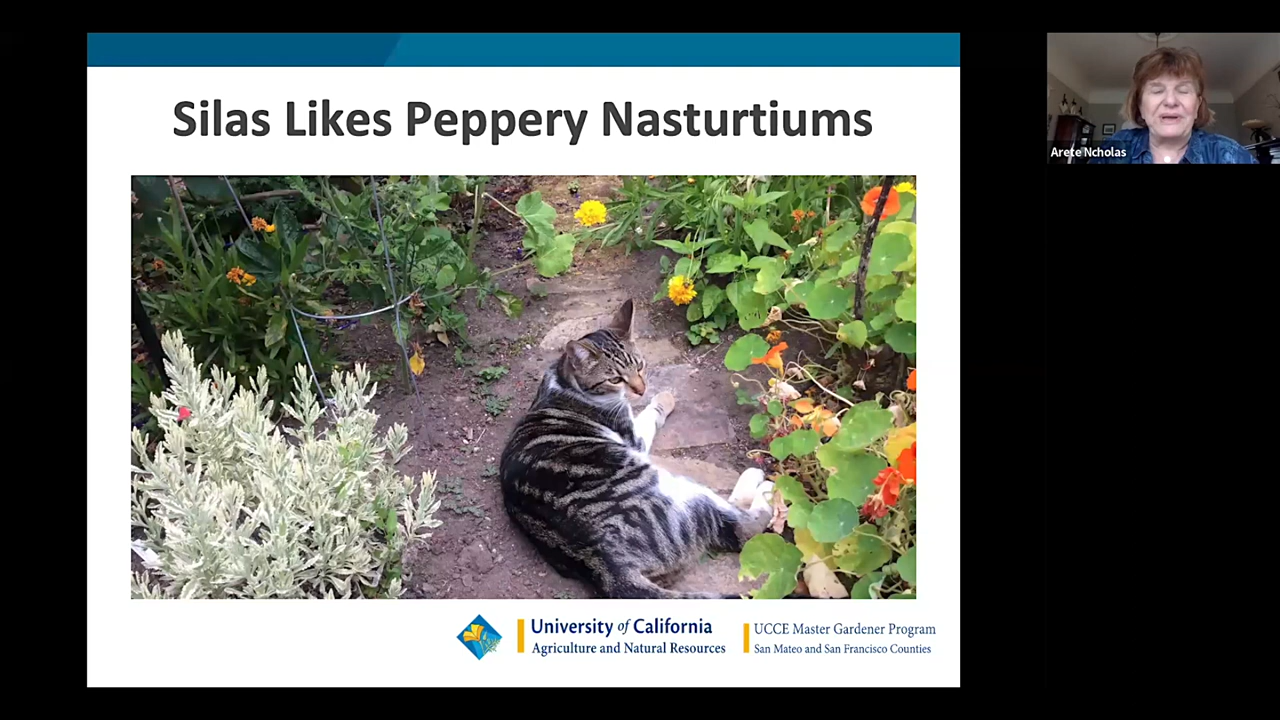 Silas Likes Peppery Nasturtiums
Arete Ncholas
University of California
Agriculture and Natural Resources
UCCE Master Gardener Program
San Mateo and San Francisco Counties